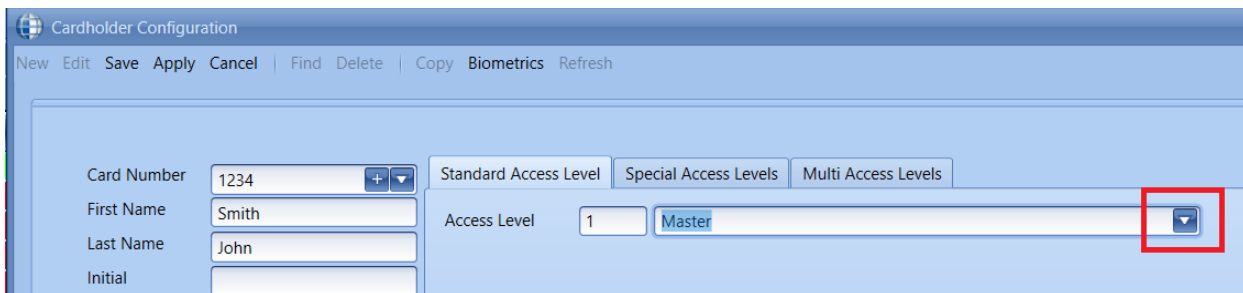 Cardholder Configuration
New Edit Save Apply Cancel | Find Delete | Copy Biometrics Refresh
Card Number 1234 + Standard Access Level Special Access Levels Multi Access Levels
First Name Smith Access Level 1 Master
Last Name John
Initial